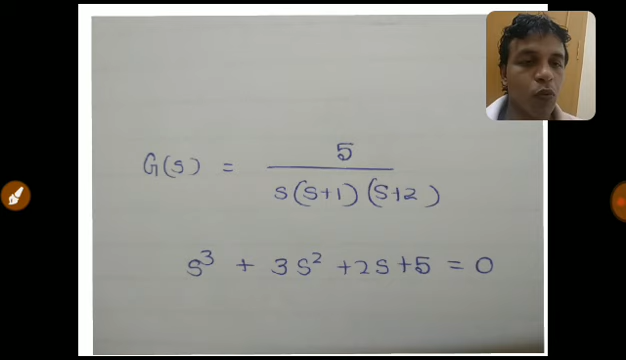 G(s) = 5 / s(s+1)(s+2)
s³ + 3s² + 2s + 5 = 0